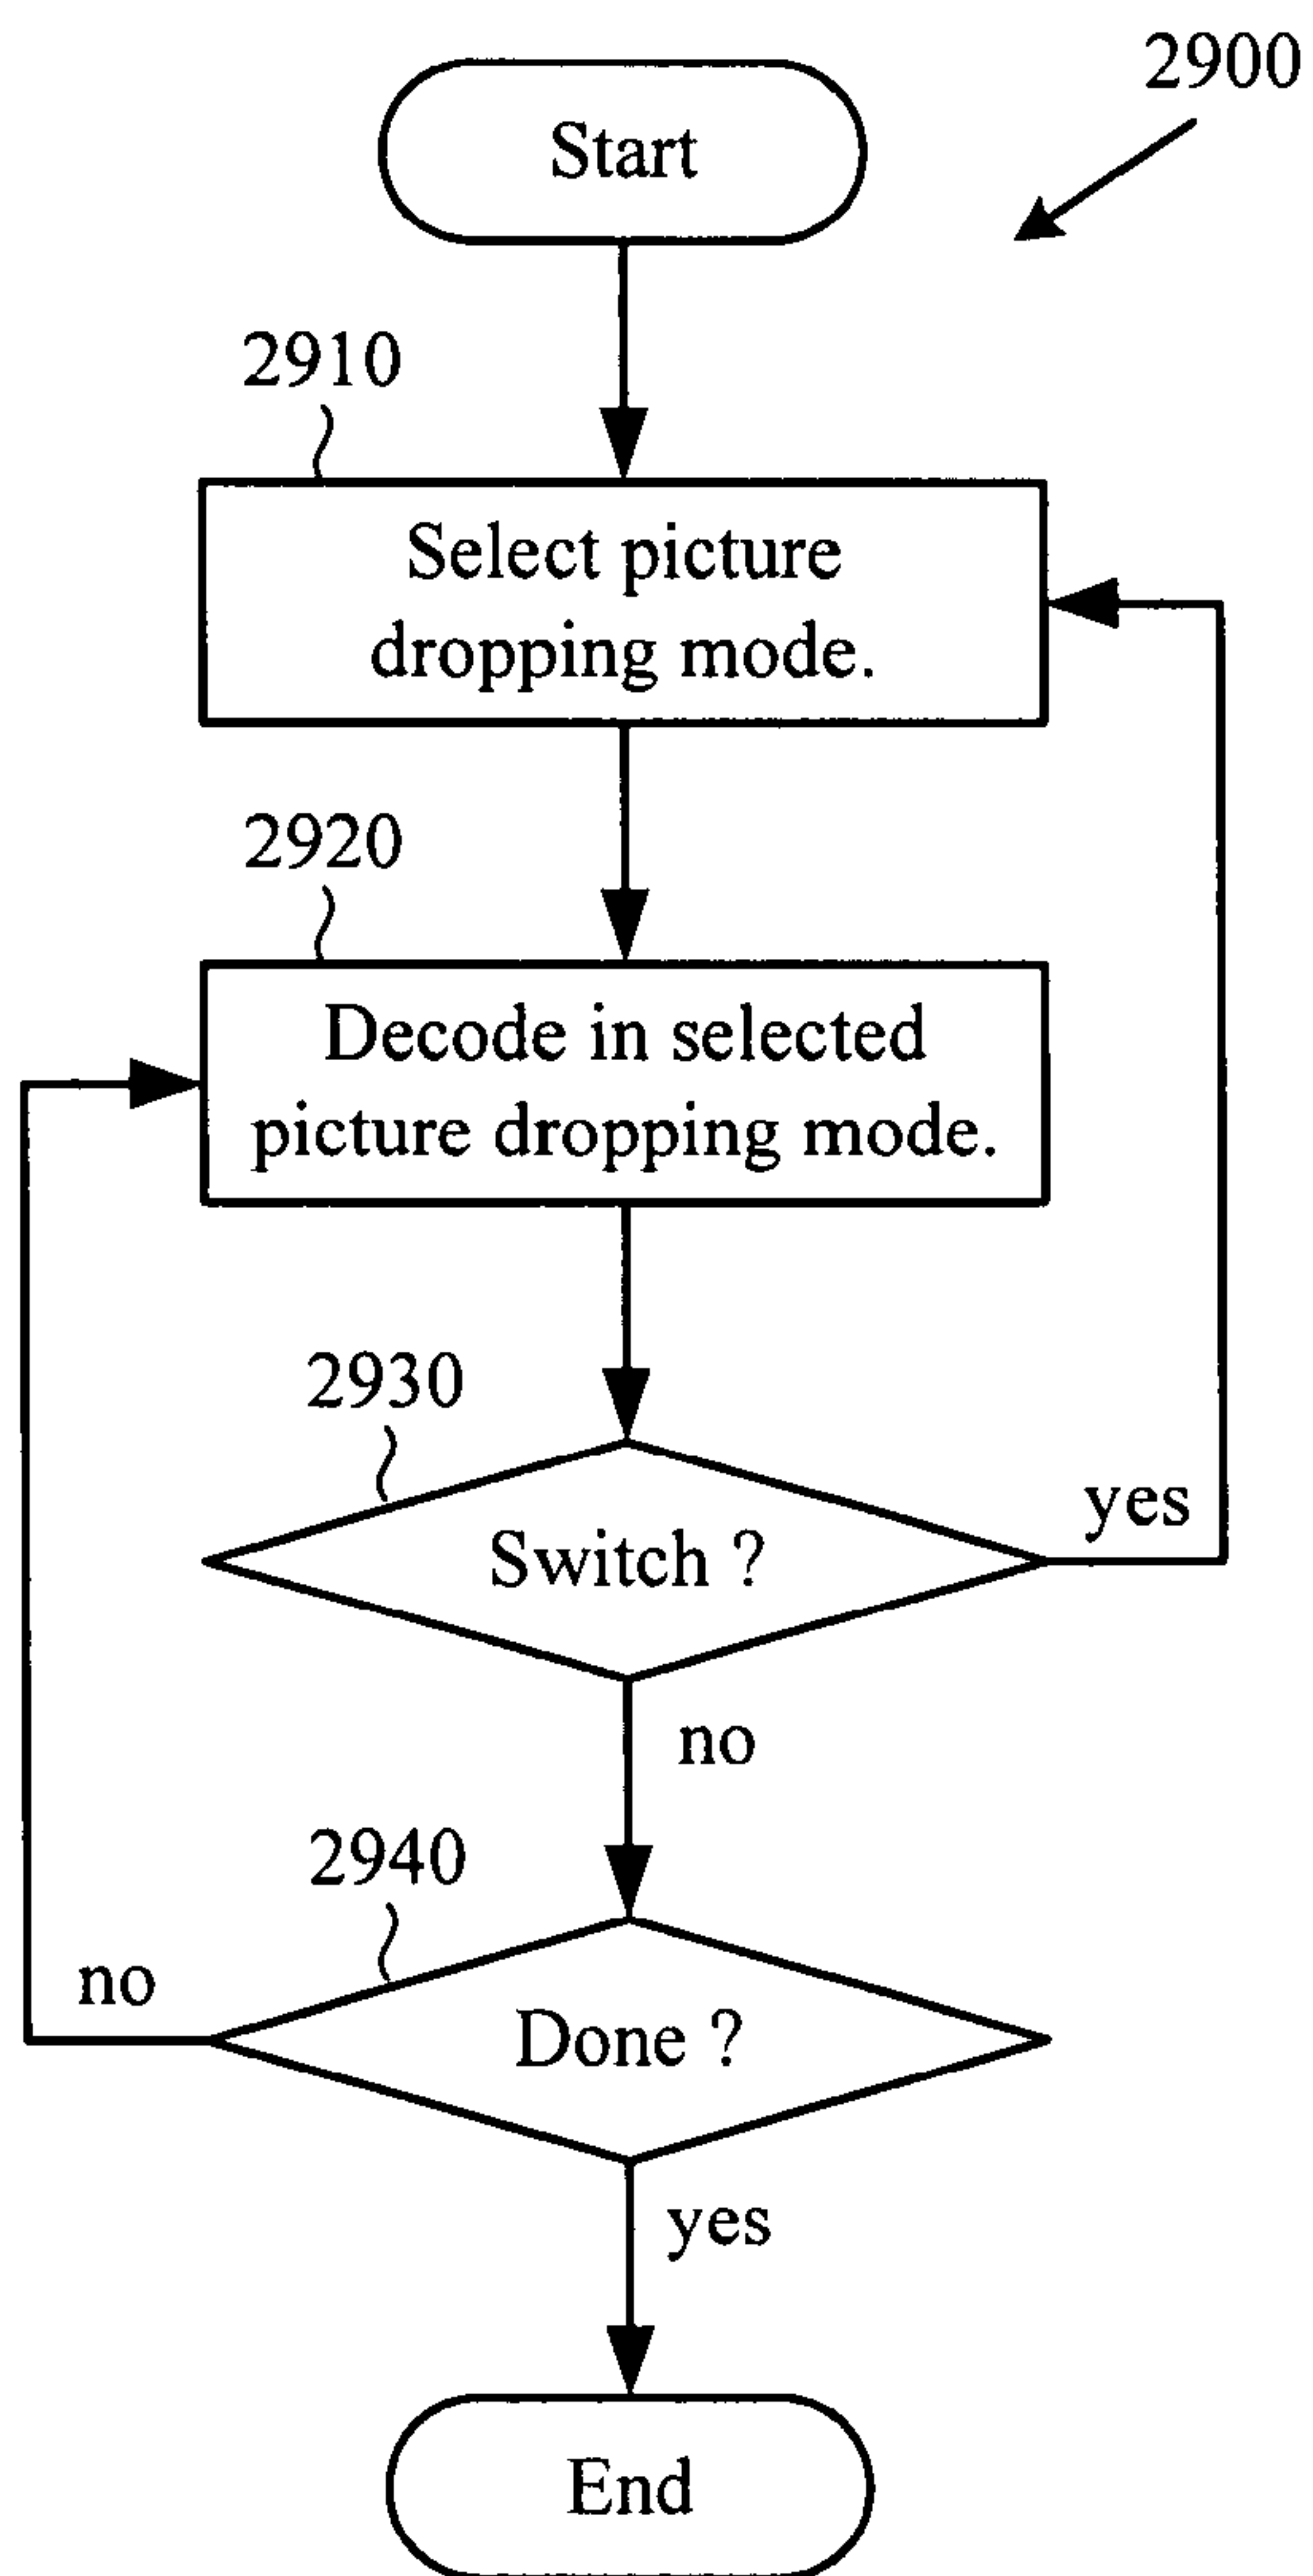 2900
Start
2910
Select picture
dropping mode.
2920
Decode in selected
picture dropping mode.
2930
Switch ?
yes
no
2940
no
Done ?
yes
End